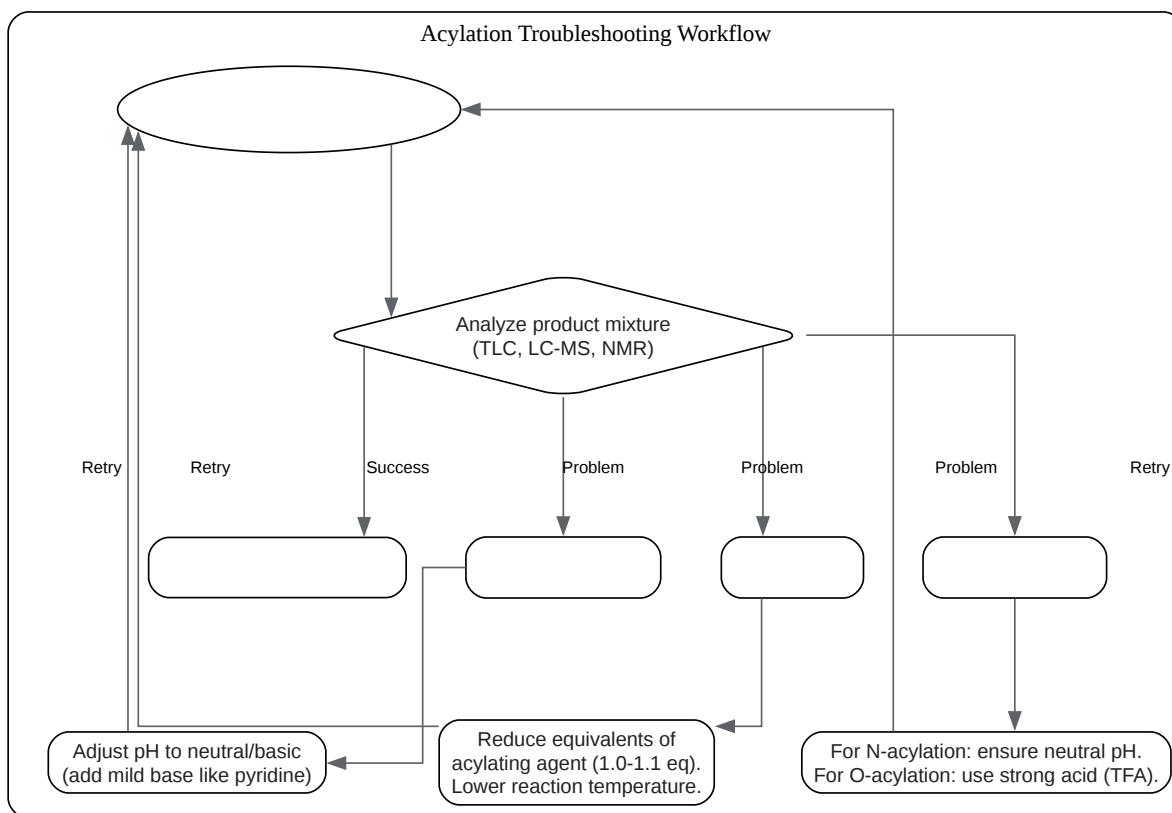 Acylation Troubleshooting Workflow
Analyze product mixture
(TLC, LC-MS, NMR)
Retry
Retry
Success
Problem
Problem
Problem
Retry
Adjust pH to neutral/basic
(add mild base like pyridine)
Reduce equivalents of
acylating agent (1.0-1.1 eq).
Lower reaction temperature.
For N-acylation: ensure neutral pH.
For O-acylation: use strong acid (TFA).